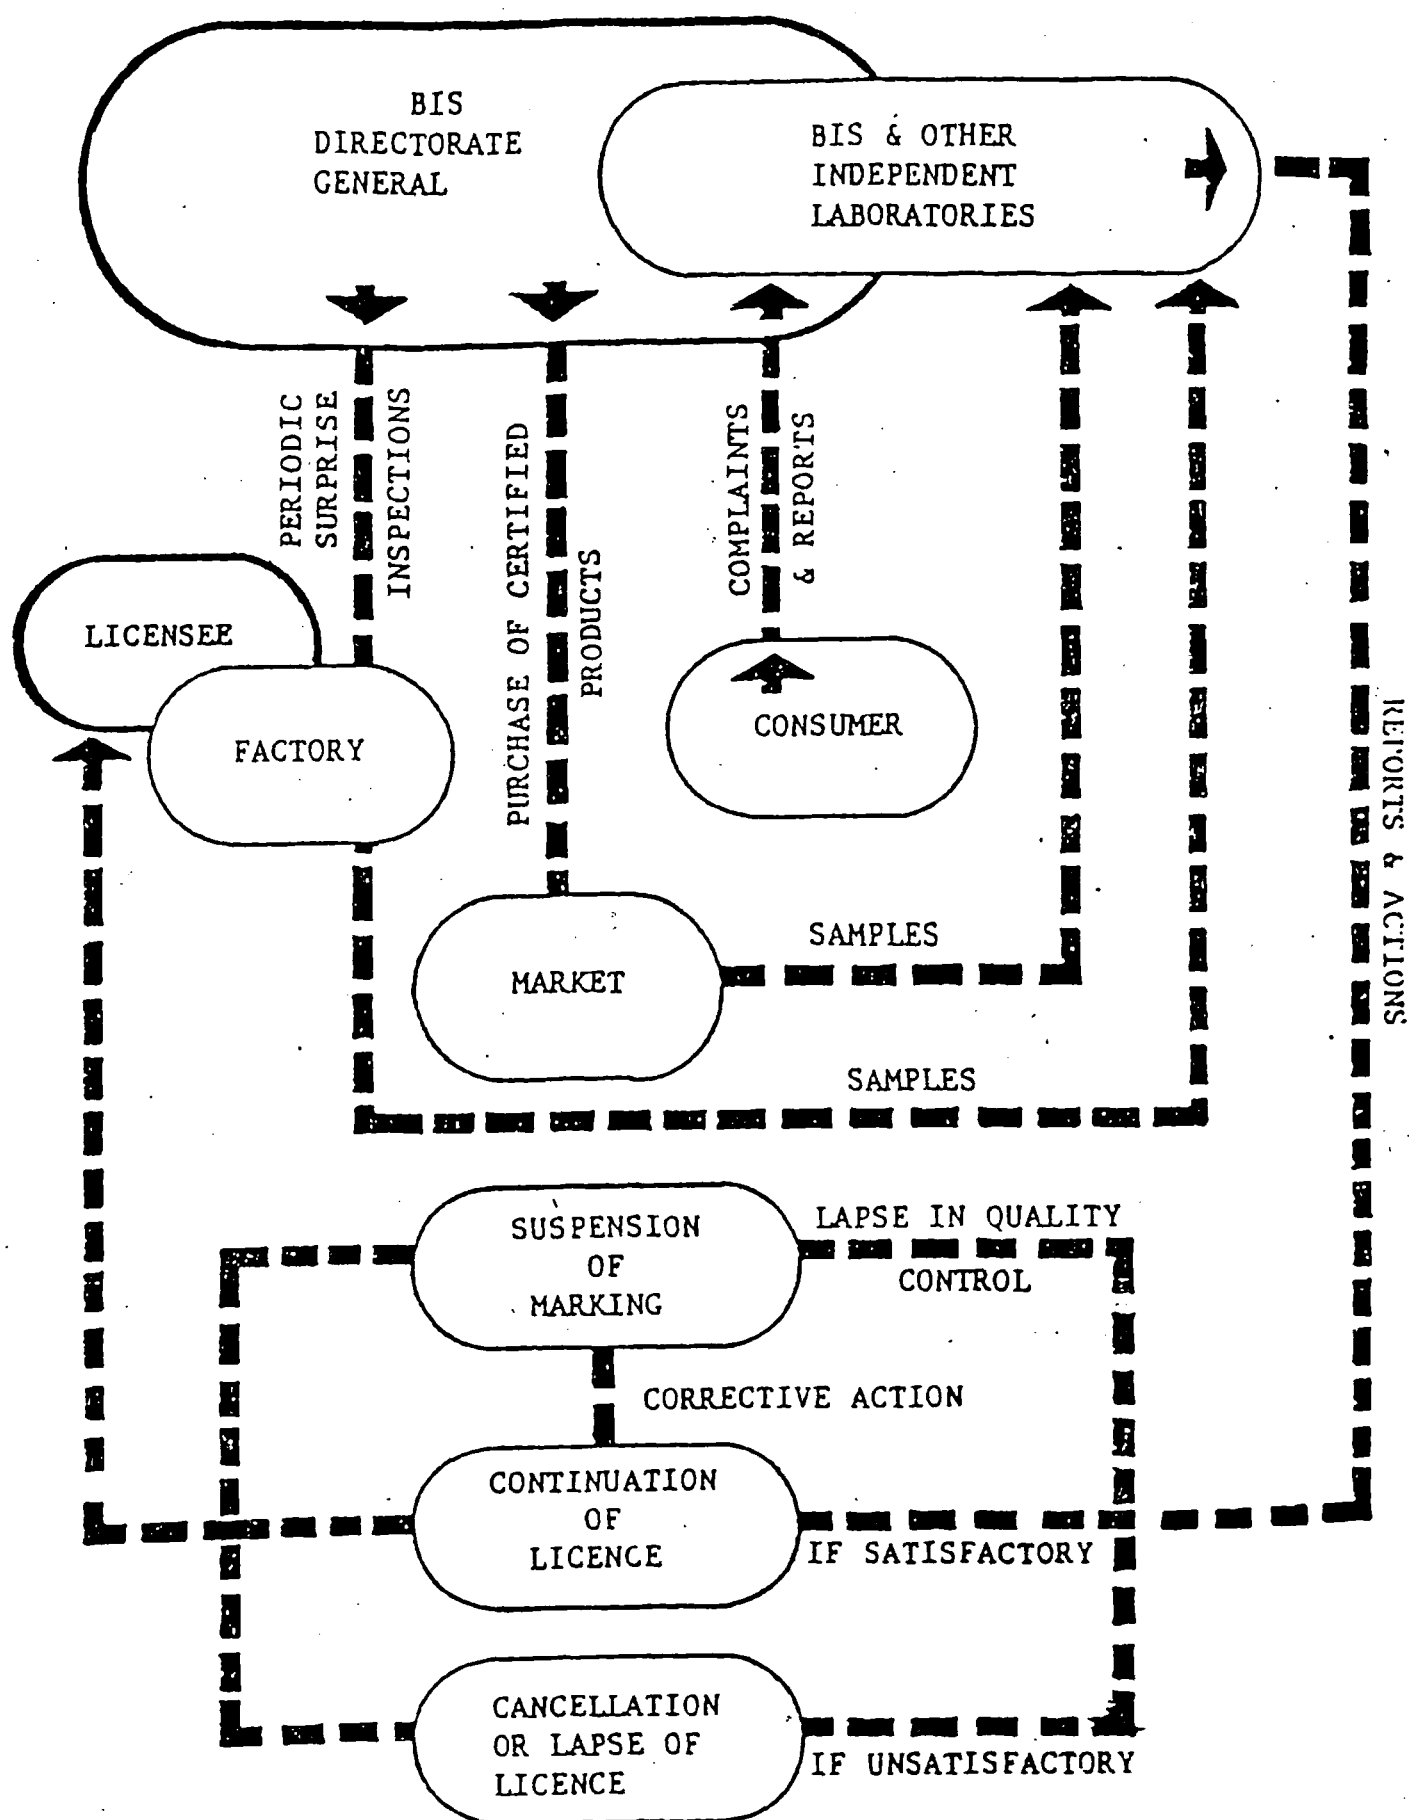 BIS
DIRECTORATE
GENERAL
BIS & OTHER
INDEPENDENT
LABORATORIES
PERIODIC
SURPRISE
INSPECTIONS
PURCHASE OF CERTIFIED
PRODUCTS
COMPLAINTS
& REPORTS
LICENSEE
FACTORY
CONSUMER
REPORTS & ACTIONS
MARKET
SAMPLES
SAMPLES
SUSPENSION
OF
MARKING
LAPSE IN QUALITY
CONTROL
CORRECTIVE ACTION
CONTINUATION
OF
LICENCE
IF SATISFACTORY
CANCELLATION
OR LAPSE OF
LICENCE
IF UNSATISFACTORY